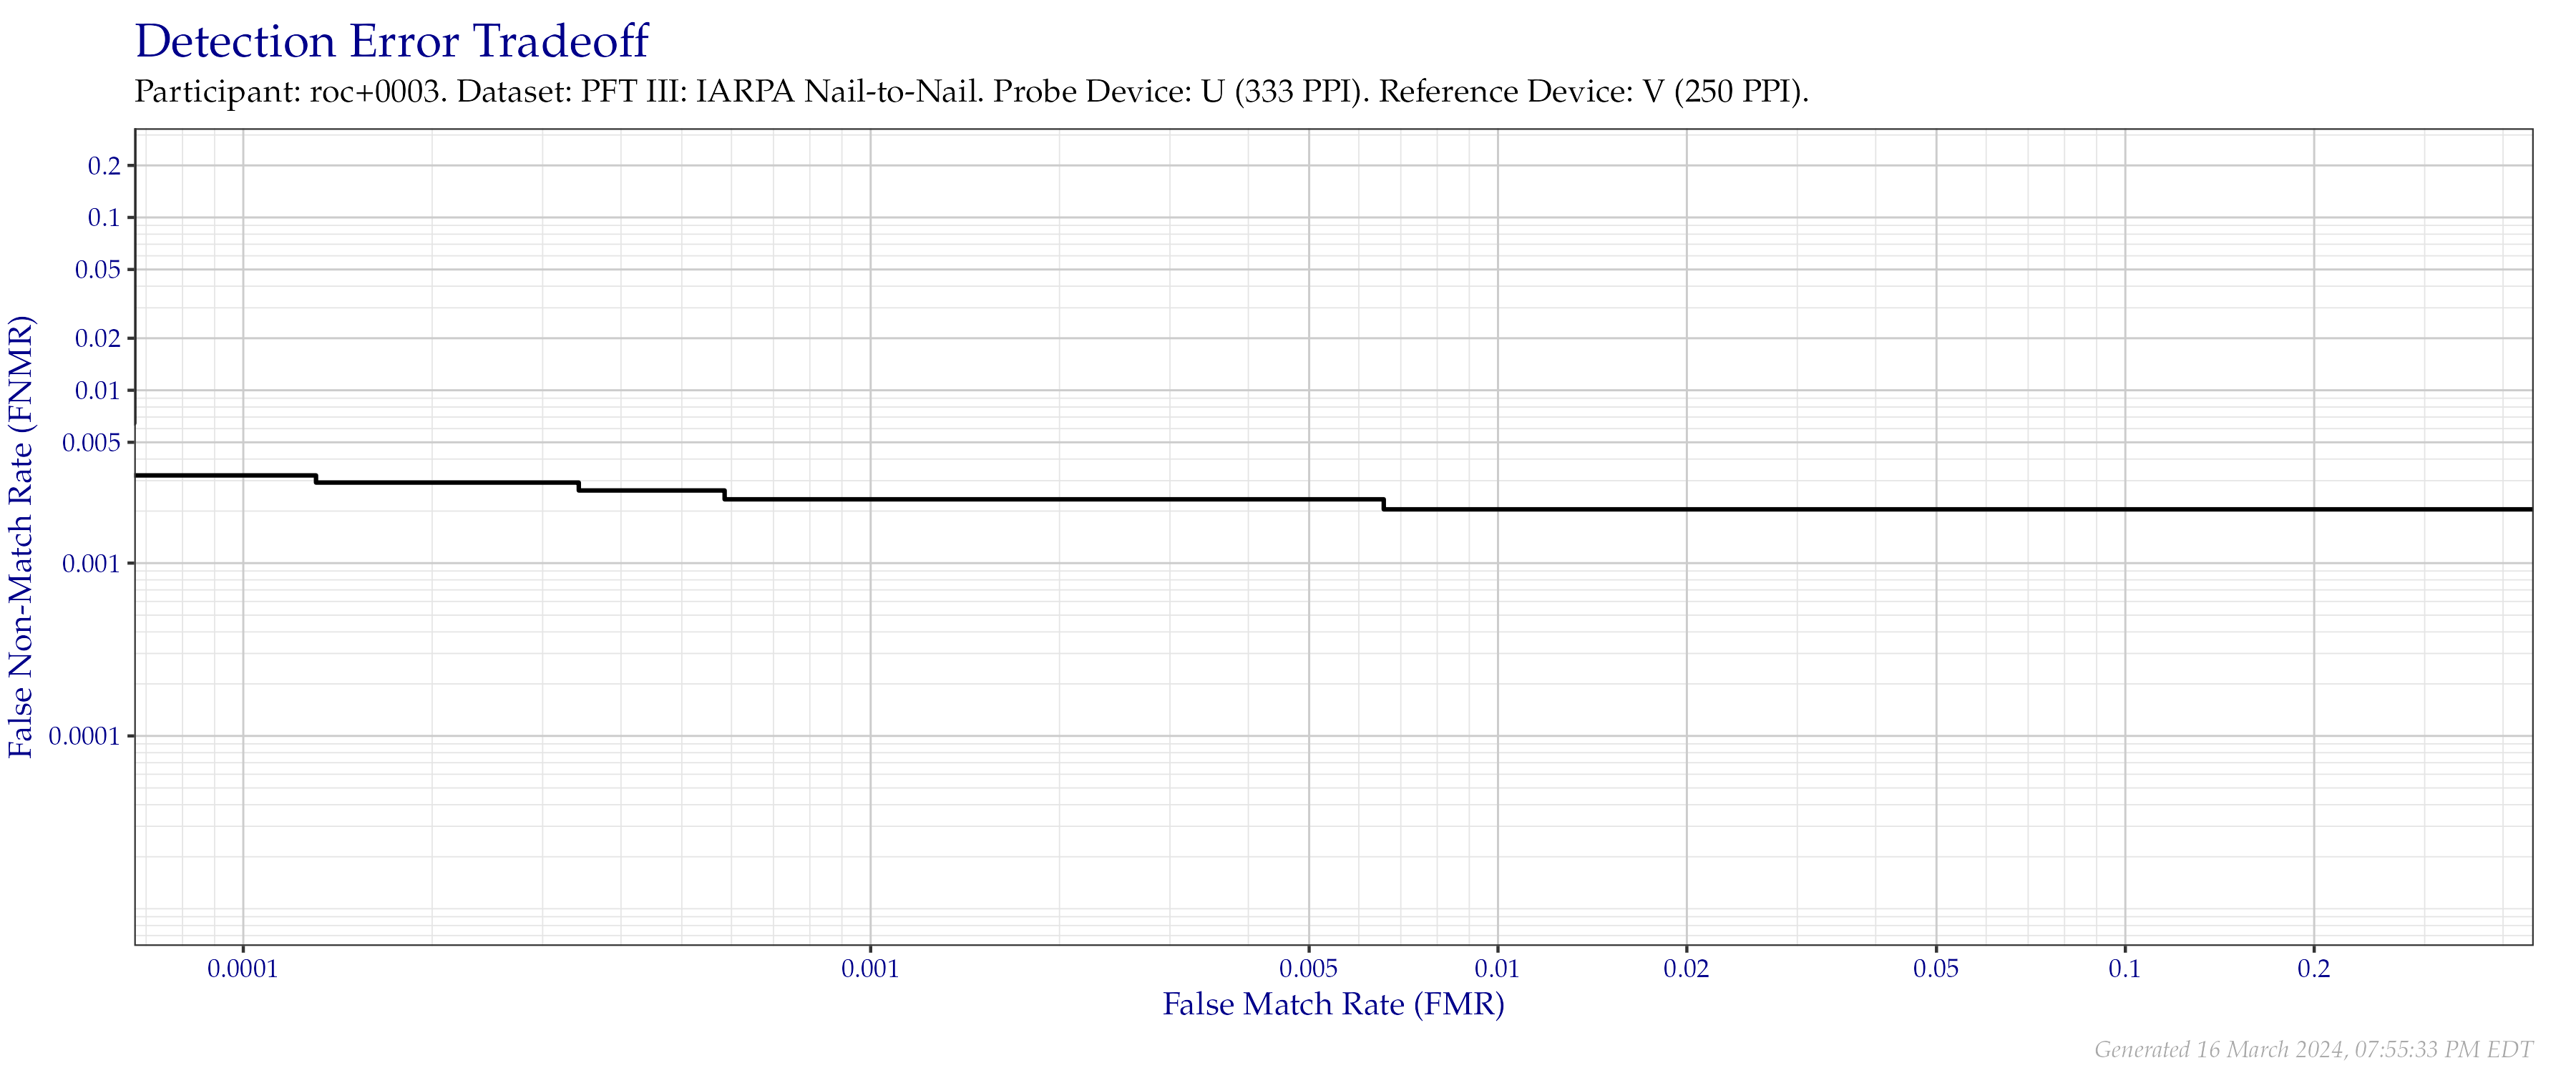 Detection Error Tradeoff
Participant: roc+0003. Dataset: PFT III: IARPA Nail-to-Nail. Probe Device: U (333 PPI). Reference Device: V (250 PPI).
False Non-Match Rate (FNMR)
0.2
0.1
0.05
0.02
0.01
0.005
0.001
0.0001
0.0001 0.001 0.005 0.01 0.02 0.05 0.1 0.2
False Match Rate (FMR)
Generated 16 March 2024, 07:55:33 PM EDT